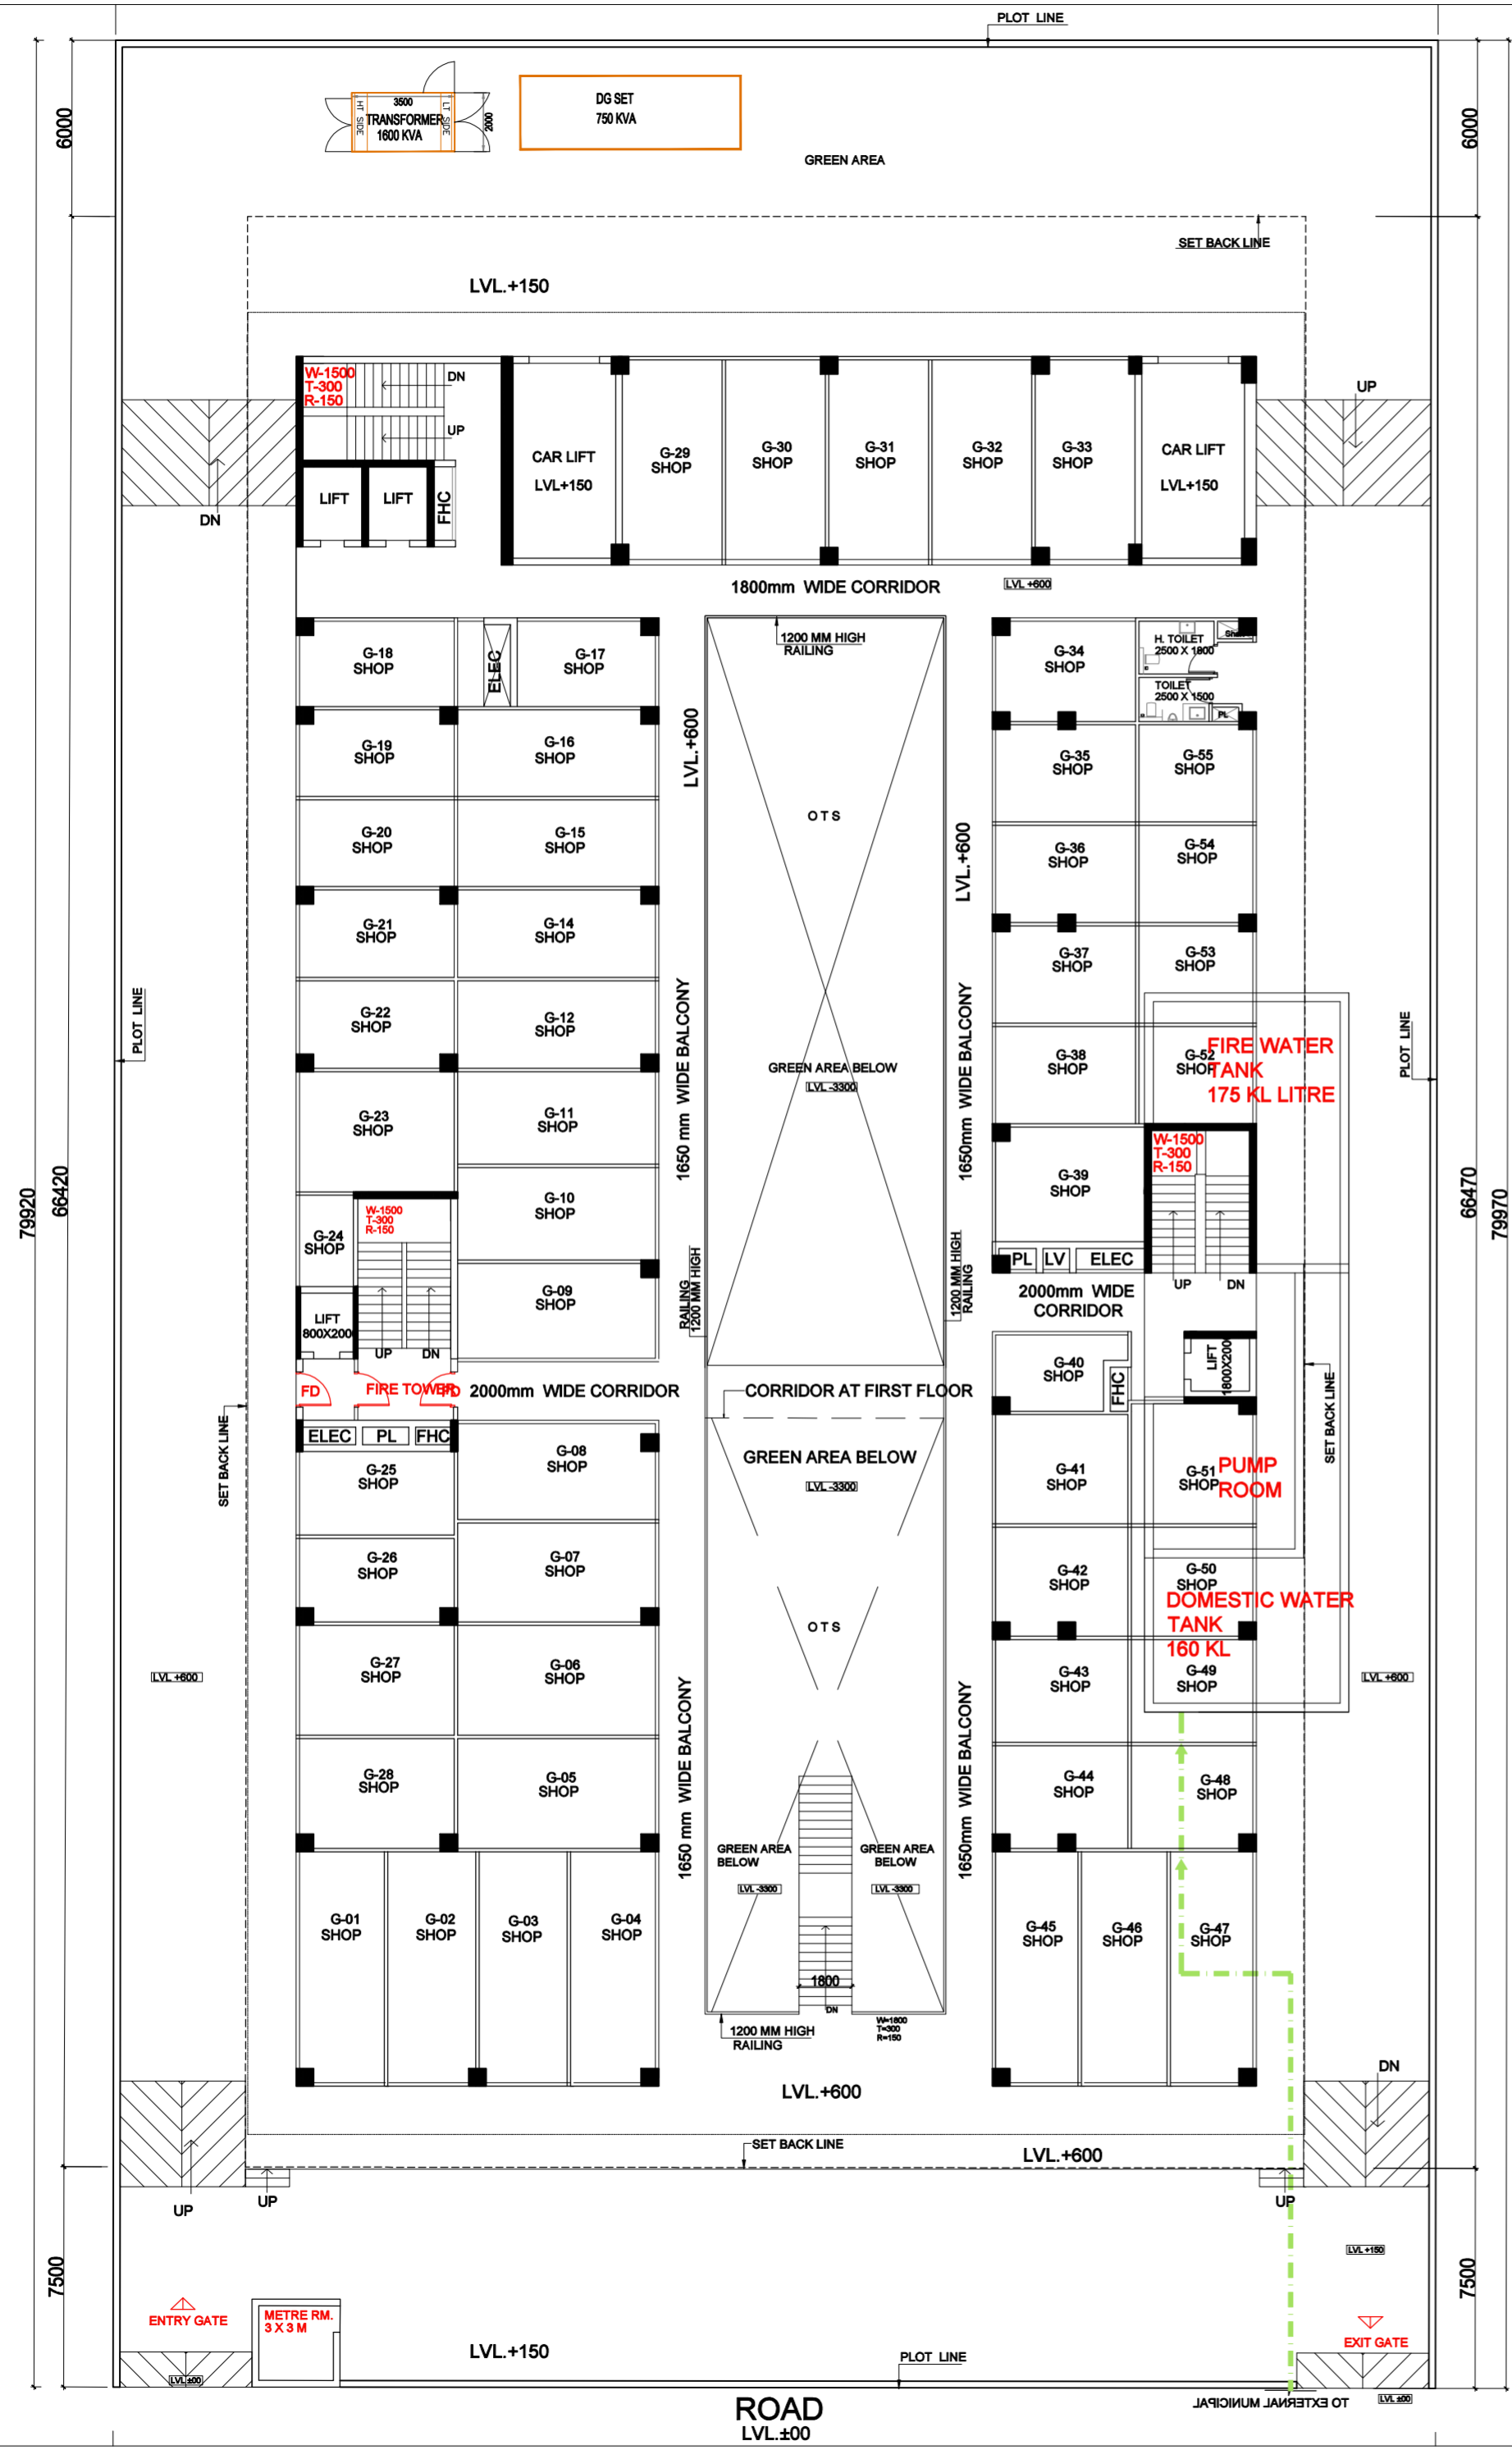 PLOT LINE
6000
79920
66420
7500
6000
66470
79970
7500
3500
HT SIDE
TRANSFORMER
1600 KVA
LT SIDE
2000
DG SET
750 KVA
GREEN AREA
SET BACK LINE
LVL.+150
W-1500
T-300
R-150
DN
UP
LIFT
LIFT
FHC
CAR LIFT
LVL+150
G-29
SHOP
G-30
SHOP
G-31
SHOP
G-32
SHOP
G-33
SHOP
CAR LIFT
LVL+150
DN
UP
1800mm WIDE CORRIDOR
LVL +600
G-18
SHOP
ELEC
G-17
SHOP
G-19
SHOP
G-16
SHOP
G-20
SHOP
G-15
SHOP
G-21
SHOP
G-14
SHOP
G-22
SHOP
G-12
SHOP
G-23
SHOP
G-11
SHOP
G-24
SHOP
W-1500
T-300
R-150
G-10
SHOP
LIFT
800X200
UP
DN
G-09
SHOP
FD
FIRE TOWER
FD
2000mm WIDE CORRIDOR
ELEC
PL
FHC
G-25
SHOP
G-08
SHOP
G-26
SHOP
G-07
SHOP
G-27
SHOP
G-06
SHOP
G-28
SHOP
G-05
SHOP
G-01
SHOP
G-02
SHOP
G-03
SHOP
G-04
SHOP
1200 MM HIGH
RAILING
LVL.+600
OTS
LVL.+600
1650 mm WIDE BALCONY
1650mm WIDE BALCONY
GREEN AREA BELOW
LVL -3300
RAILING
1200 MM HIGH
1200 MM HIGH
RAILING
CORRIDOR AT FIRST FLOOR
GREEN AREA BELOW
LVL -3300
OTS
1650 mm WIDE BALCONY
1650mm WIDE BALCONY
GREEN AREA
BELOW
LVL -3300
GREEN AREA
BELOW
LVL -3300
1800
DN
W=1800
T=300
R=150
1200 MM HIGH
RAILING
LVL.+600
G-34
SHOP
H. TOILET
2500 X 1800
Shaft
TOILET
2500 X 1500
PL
G-35
SHOP
G-55
SHOP
G-36
SHOP
G-54
SHOP
G-37
SHOP
G-53
SHOP
G-38
SHOP
G-52
SHOP
FIRE WATER
TANK
175 KL LITRE
G-39
SHOP
W-1500
T-300
R-150
PL
LV
ELEC
UP
DN
2000mm WIDE
CORRIDOR
G-40
SHOP
FHC
LIFT
1800X200
G-41
SHOP
G-51
SHOP
PUMP
ROOM
G-42
SHOP
G-50
SHOP
DOMESTIC WATER
TANK
160 KL
G-43
SHOP
G-49
SHOP
G-44
SHOP
G-48
SHOP
G-45
SHOP
G-46
SHOP
G-47
SHOP
PLOT LINE
PLOT LINE
SET BACK LINE
SET BACK LINE
LVL +600
LVL +600
DN
SET BACK LINE
LVL.+600
UP
UP
UP
LVL +150
ENTRY GATE
METRE RM.
3 X 3 M
LVL.+150
EXIT GATE
PLOT LINE
LVL ±00
ROAD
LVL.±00
TO EXTERNAL MUNICIPAL
LVL ±00